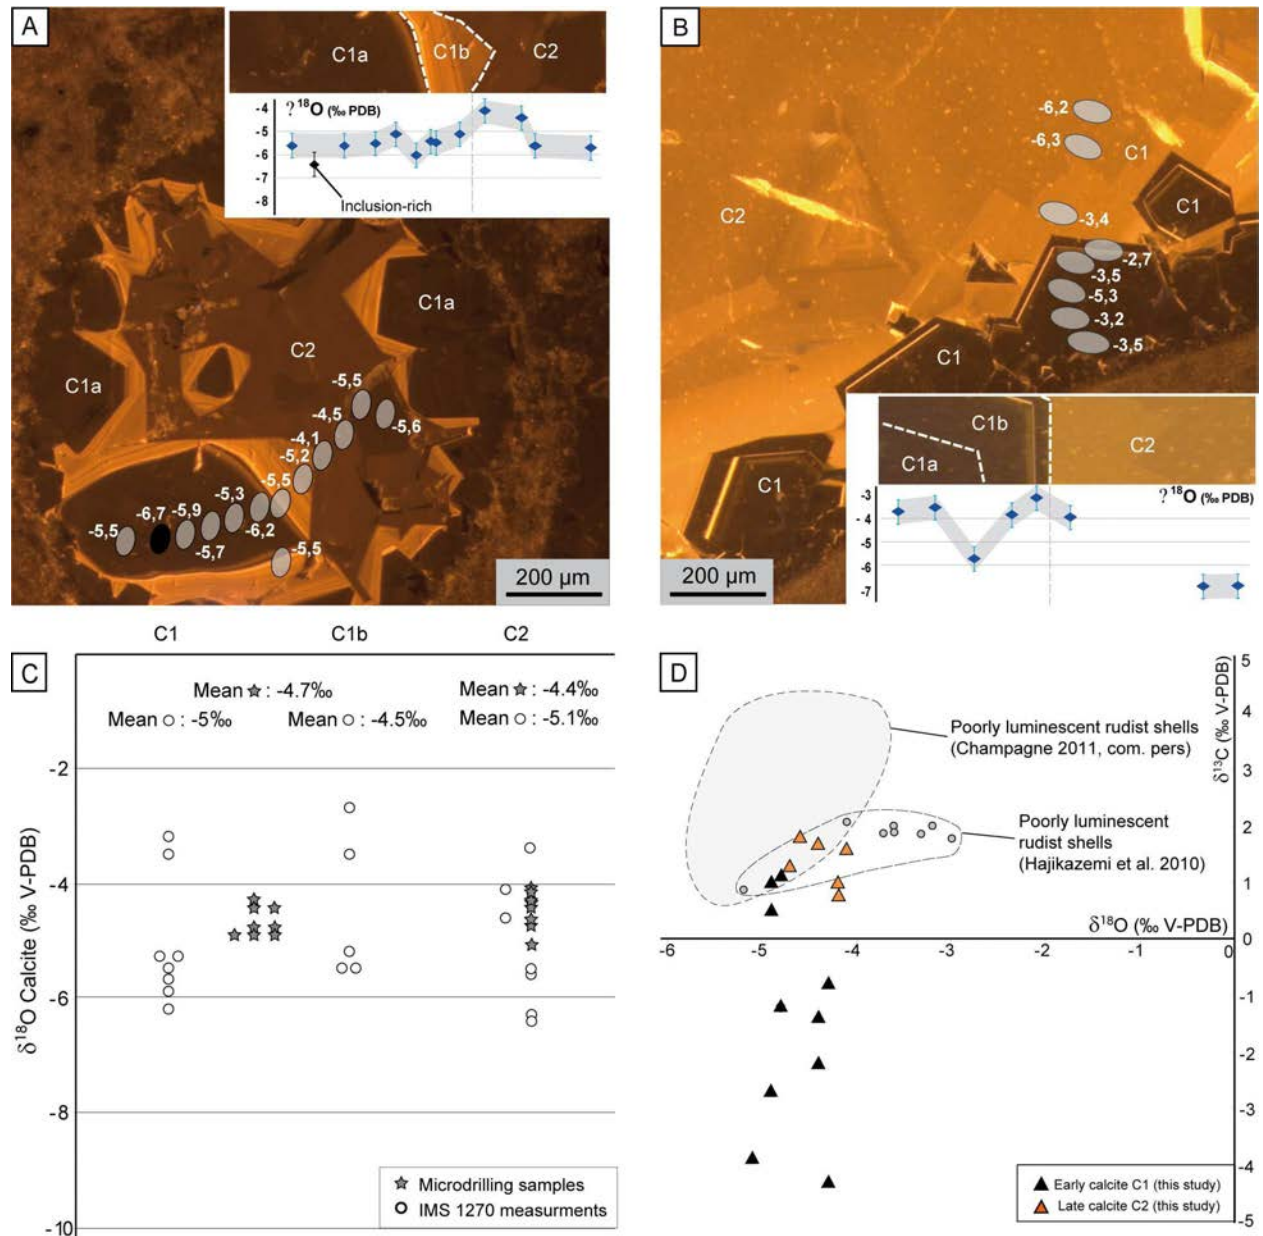 A
C1a
C1b
C2
? 18O (‰ PDB)
-4
-5
-6
-7
-8
Inclusion-rich
C1a
C2
C1a
-5,5
-4,5
-5,6
-4,1
-5,2
-5,5
-5,3
-6,2
-5,9
-5,7
-6,7
-5,5
-5,5
200 µm
B
-6,2
-6,3
C1
C1
C2
-3,4
-2,7
-3,5
-5,3
-3,2
-3,5
C1
C1
C1b
C1a
C2
? 18O (‰ PDB)
-3
-4
-5
-6
-7
200 µm
C1
C1b
C2
C
Mean ★ : -4.7‰
Mean ★ : -4.4‰
Mean ○ : -5‰
Mean ○ : -4.5‰
Mean ○ : -5.1‰
δ18O Calcite (‰ V-PDB)
-2
-4
-6
-8
-10
Microdrilling samples
IMS 1270 measurments
D
δ13C (‰ V-PDB)
5
4
3
2
1
0
-1
-2
-3
-4
-5
Poorly luminescent rudist shells
(Champagne 2011, com. pers)
Poorly luminescent
rudist shells
(Hajikazemi et al. 2010)
δ18O (‰ V-PDB)
-6
-5
-4
-3
-2
-1
0
Early calcite C1 (this study)
Late calcite C2 (this study)